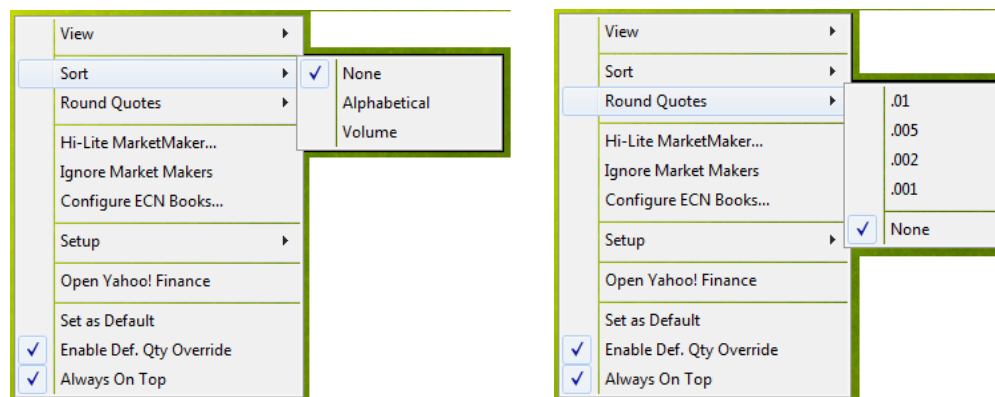 View
Sort
Round Quotes
Hi-Lite MarketMaker...
Ignore Market Makers
Configure ECN Books...
Setup
Open Yahoo! Finance
Set as Default
Enable Def. Qty Override
Always On Top
None
Alphabetical
Volume
View
Sort
Round Quotes
Hi-Lite MarketMaker...
Ignore Market Makers
Configure ECN Books...
Setup
Open Yahoo! Finance
Set as Default
Enable Def. Qty Override
Always On Top
.01
.005
.002
.001
None